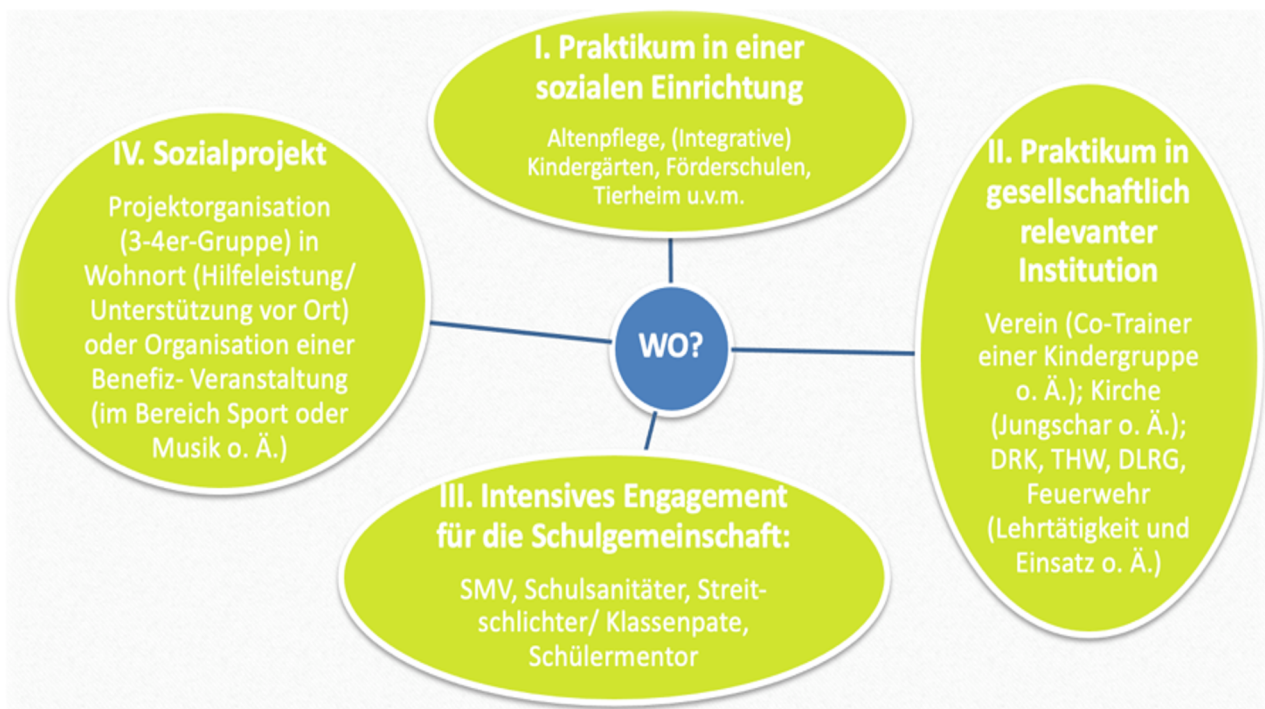 I. Praktikum in einer
sozialen Einrichtung
Altenpflege, (Integrative)
Kindergärten, Förderschulen,
Tierheim u.v.m.
II. Praktikum in
gesellschaftlich
relevanter
Institution
Verein (Co-Trainer
einer Kindergruppe
o. Ä.); Kirche
(Jungschar o. Ä.);
DRK, THW, DLRG,
Feuerwehr
(Lehrtätigkeit und
Einsatz o. Ä.)
III. Intensives Engagement
für die Schulgemeinschaft:
SMV, Schulsanitäter, Streit-
schlichter/ Klassenpate,
Schülermentor
IV. Sozialprojekt
Projektorganisation
(3-4er-Gruppe) in
Wohnort (Hilfeleistung/
Unterstützung vor Ort)
oder Organisation einer
Benefiz- Veranstaltung
(im Bereich Sport oder
Musik o. Ä.)
WO?